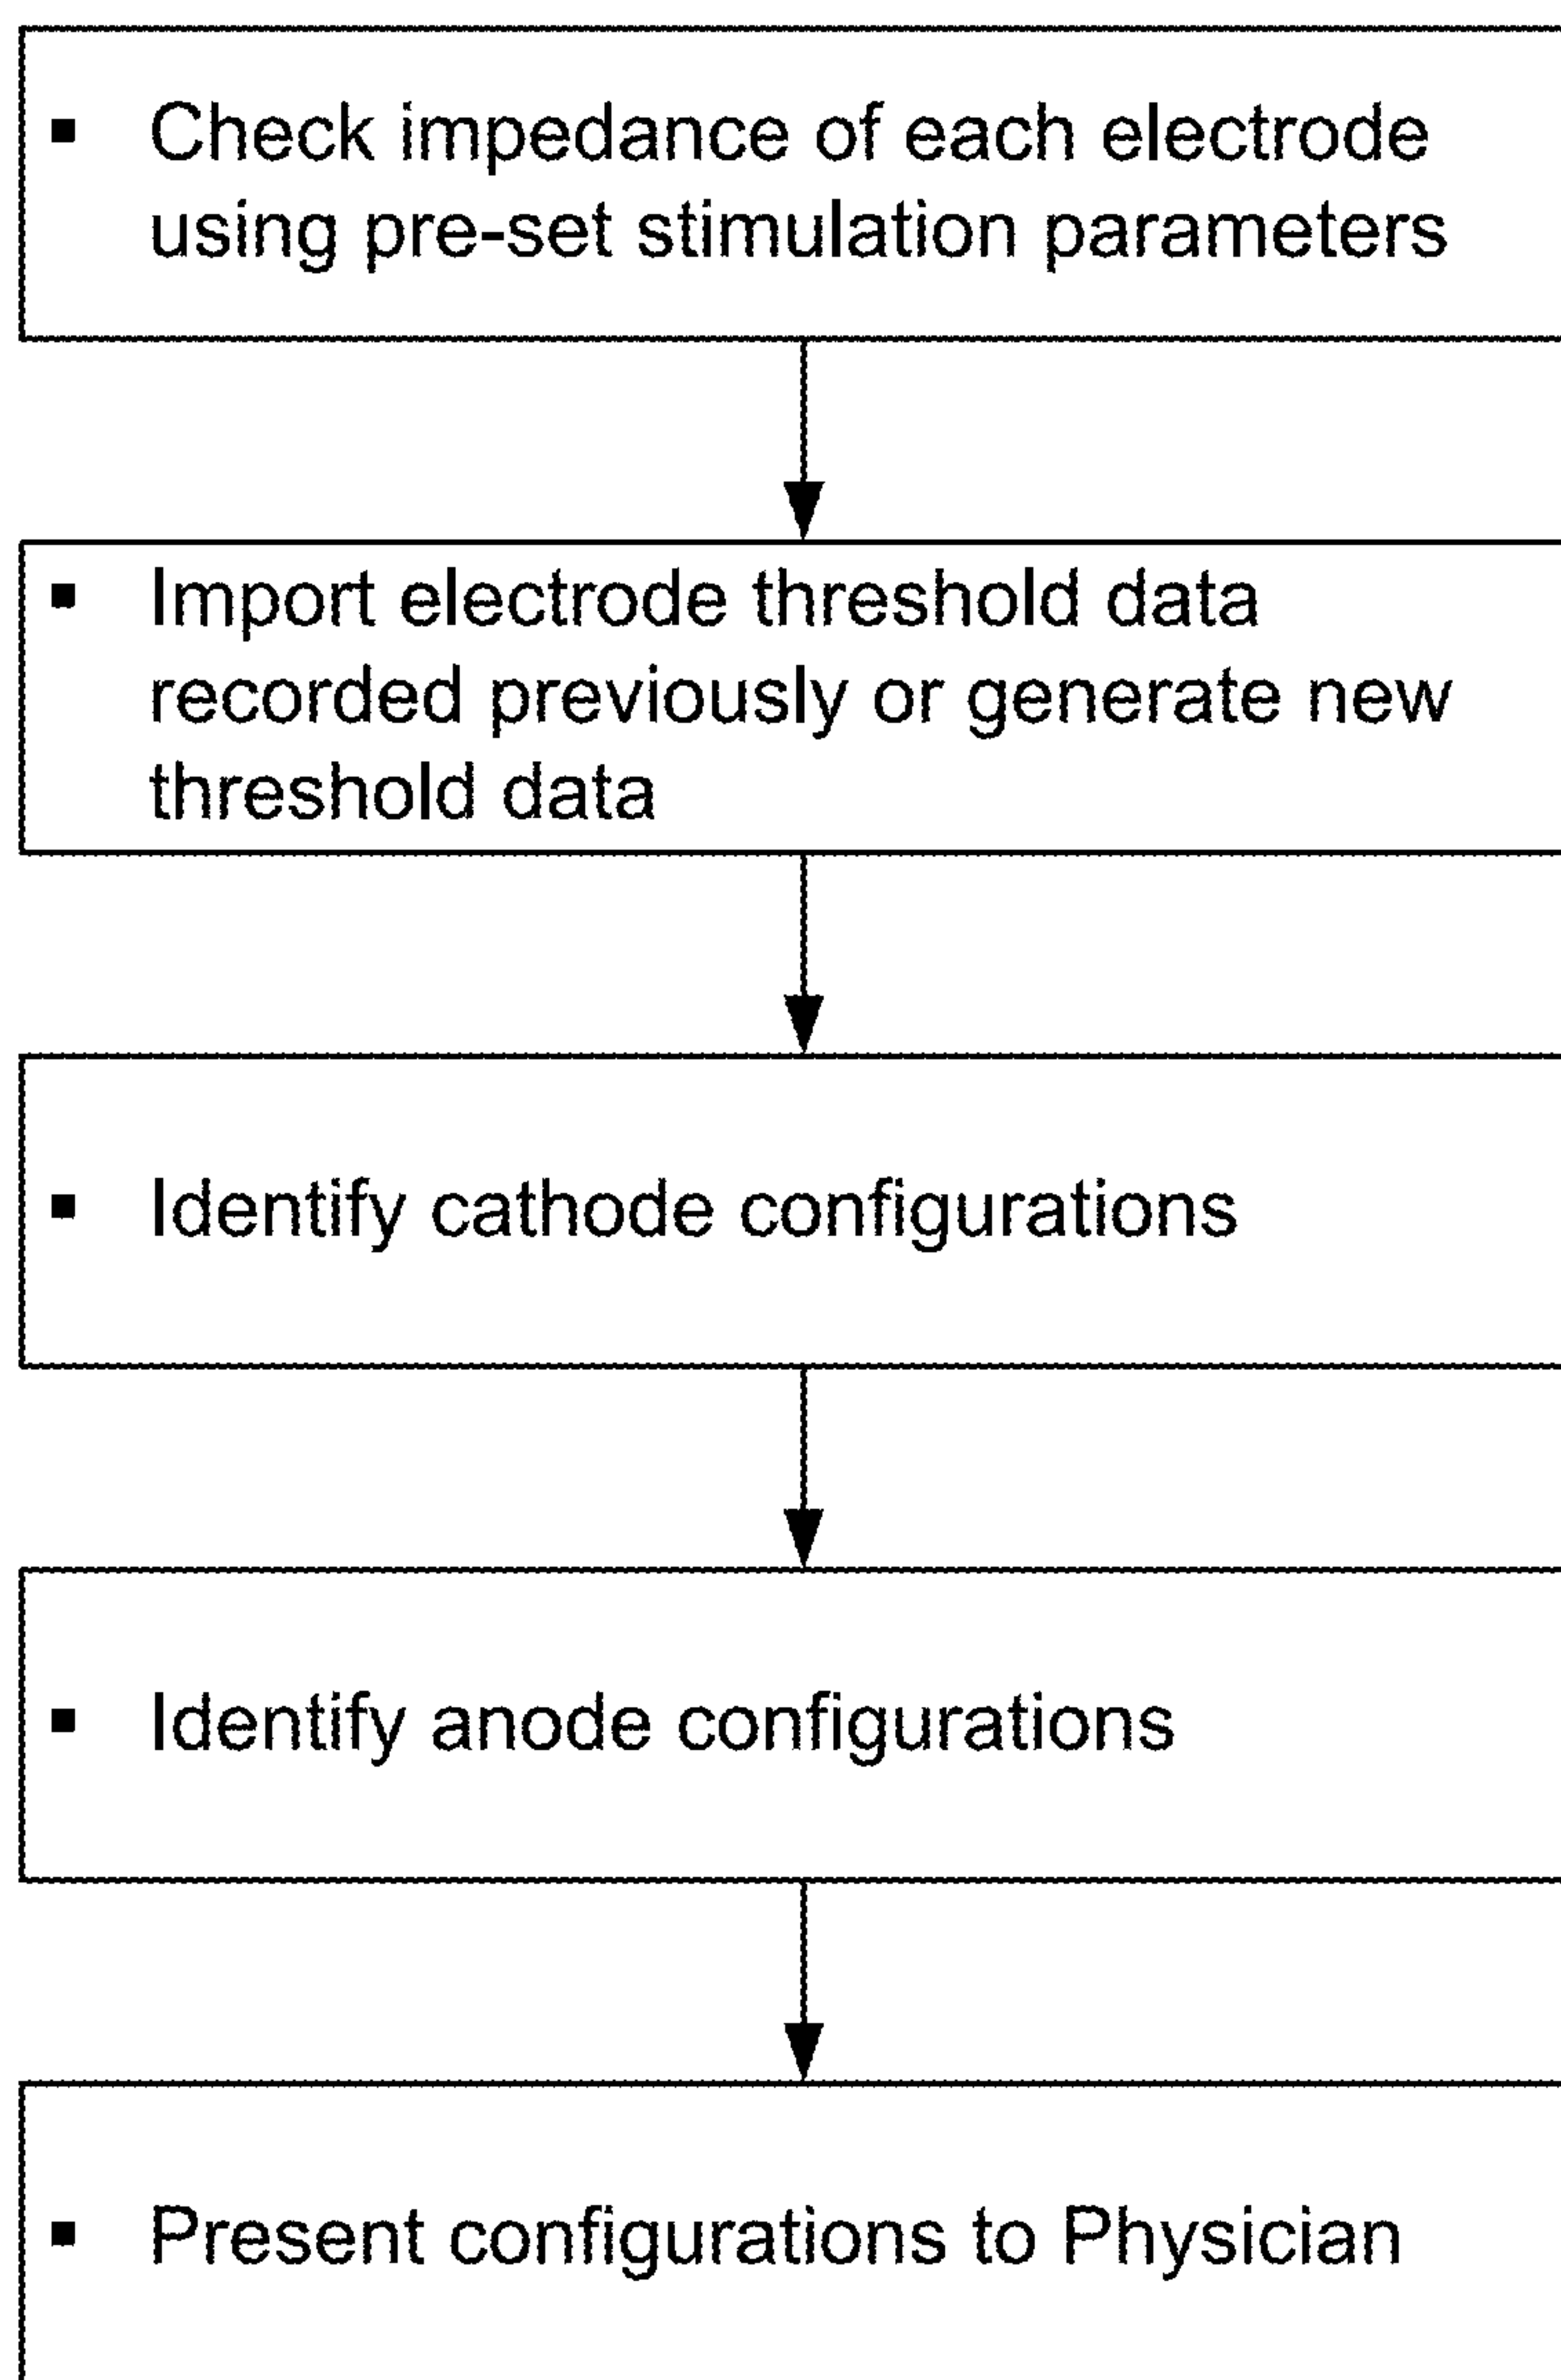 ▪ Check impedance of each electrode
using pre-set stimulation parameters
▪ Import electrode threshold data
recorded previously or generate new
threshold data
▪ Identify cathode configurations
▪ Identify anode configurations
▪ Present configurations to Physician